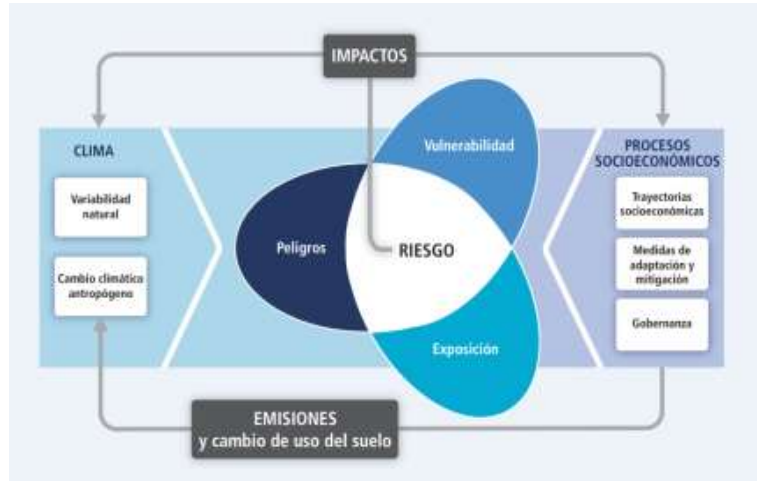 IMPACTOS
CLIMA
Variabilidad
natural
Cambio climático
antropógeno
Peligros
Vulnerabilidad
RIESGO
Exposición
PROCESOS
SOCIOECONÓMICOS
Trayectorias
socioeconómicas
Medidas de
adaptación y
mitigación
Gobernanza
EMISIONES
y cambio de uso del suelo